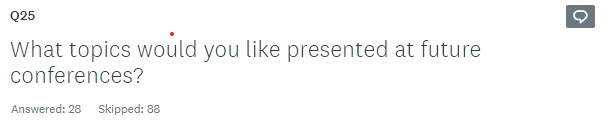 Q25
What topics would you like presented at future
conferences?
Answered: 28 Skipped: 88